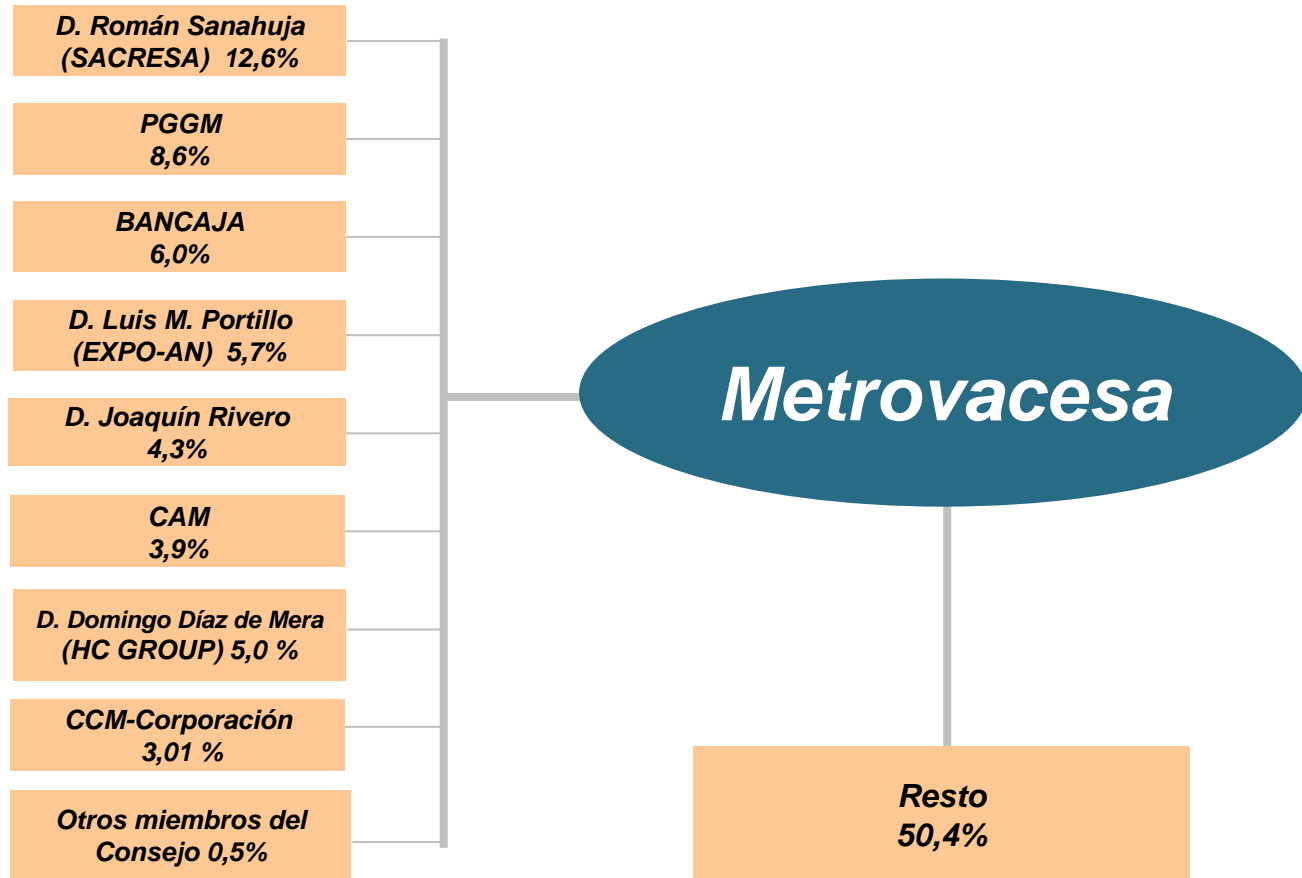 D. Román Sanahuja
(SACRESA) 12,6%
PGGM
8,6%
BANCAJA
6,0%
D. Luis M. Portillo
(EXPO-AN) 5,7%
D. Joaquín Rivero
4,3%
CAM
3,9%
D. Domingo Díaz de Mera
(HC GROUP) 5,0 %
CCM-Corporación
3,01 %
Otros miembros del
Consejo 0,5%
Metrovacesa
Resto
50,4%